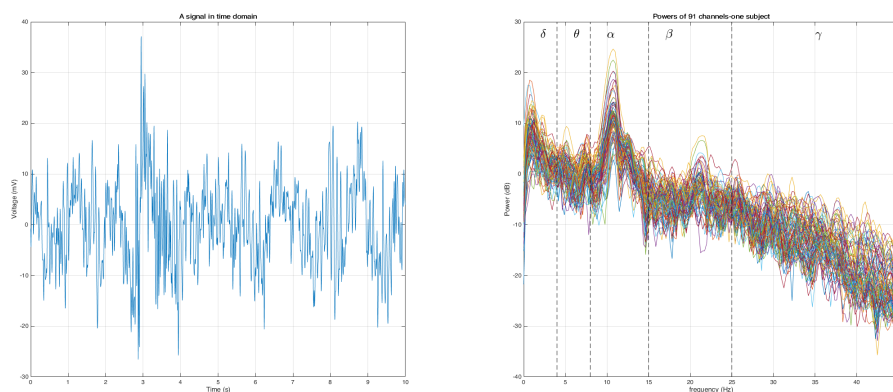 A signal in time domain
40
30
20
10
0
-10
-20
-30
Voltage (mV)
0 1 2 3 4 5 6 7 8 9 10
Time (s)
Powers of 91 channels-one subject
δ θ α β γ
30
20
10
0
-10
-20
-30
-40
Power (dB)
0 5 10 15 20 25 30 35 40
frequency (Hz)